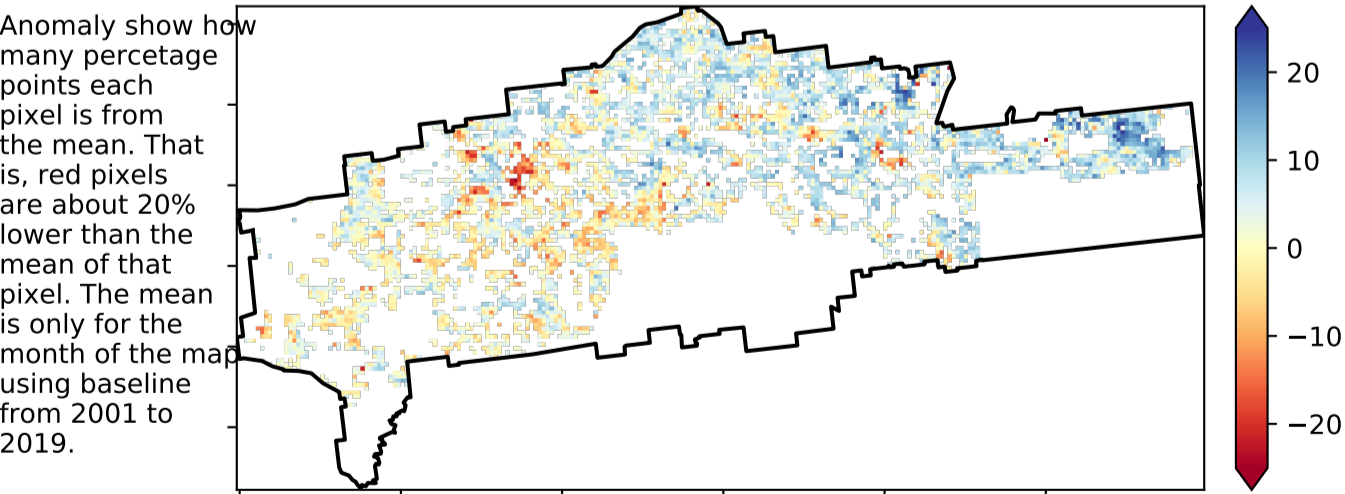 Anomaly show how
many percetage
points each
pixel is from
the mean. That
is, red pixels
are about 20%
lower than the
mean of that
pixel. The mean
is only for the
month of the map
using baseline
from 2001 to
2019.
20
10
0
−10
−20